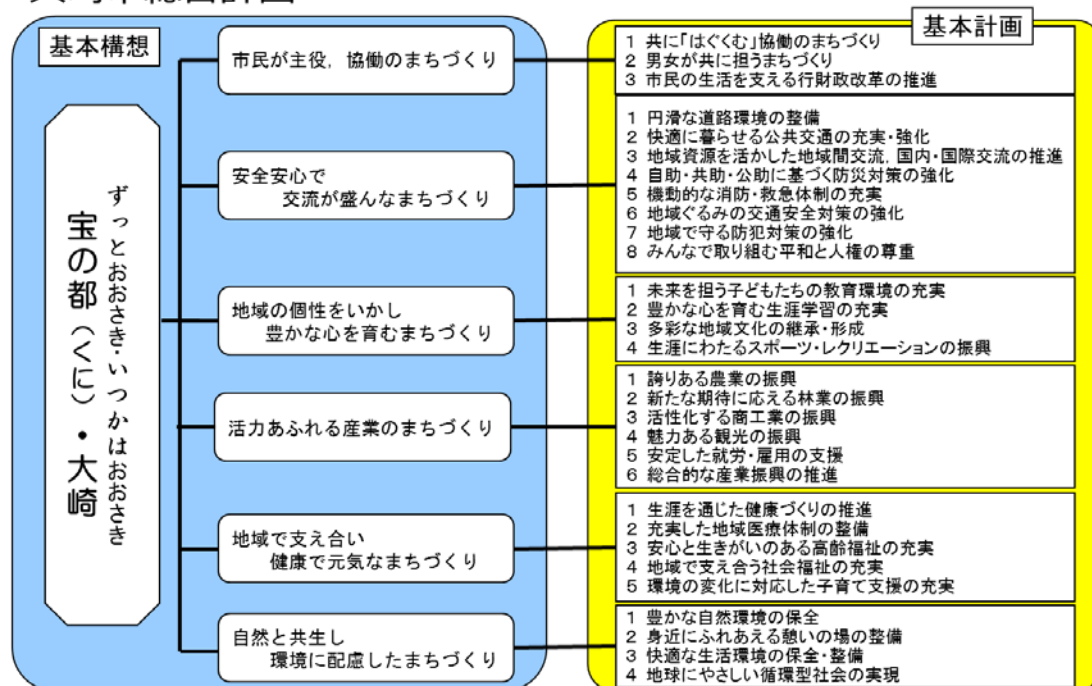 基本構想
ずっとおおさき・いつかはおおさき
宝の都（くに）・大崎
市民が主役，協働のまちづくり
安全安心で
交流が盛んなまちづくり
地域の個性をいかし
豊かな心を育むまちづくり
活力あふれる産業のまちづくり
地域で支え合い
健康で元気なまちづくり
自然と共生し
環境に配慮したまちづくり
基本計画
1 共に「はぐくむ」協働のまちづくり
2 男女が共に担うまちづくり
3 市民の生活を支える行財政改革の推進
1 円滑な道路環境の整備
2 快適に暮らせる公共交通の充実・強化
3 地域資源を活かした地域間交流，国内・国際交流の推進
4 自助・共助・公助に基づく防災対策の強化
5 機動的な消防・救急体制の充実
6 地域ぐるみの交通安全対策の強化
7 地域で守る防犯対策の強化
8 みんなで取り組む平和と人権の尊重
1 未来を担う子どもたちの教育環境の充実
2 豊かな心を育む生涯学習の充実
3 多彩な地域文化の継承・形成
4 生涯にわたるスポーツ・レクリエーションの振興
1 誇りある農業の振興
2 新たな期待に応える林業の振興
3 活性化する商工業の振興
4 魅力ある観光の振興
5 安定した就労・雇用の支援
6 総合的な産業振興の推進
1 生涯を通じた健康づくりの推進
2 充実した地域医療体制の整備
3 安心と生きがいのある高齢福祉の充実
4 地域で支え合う社会福祉の充実
5 環境の変化に対応した子育て支援の充実
1 豊かな自然環境の保全
2 身近にふれあえる憩いの場の整備
3 快適な生活環境の保全・整備
4 地球にやさしい循環型社会の実現